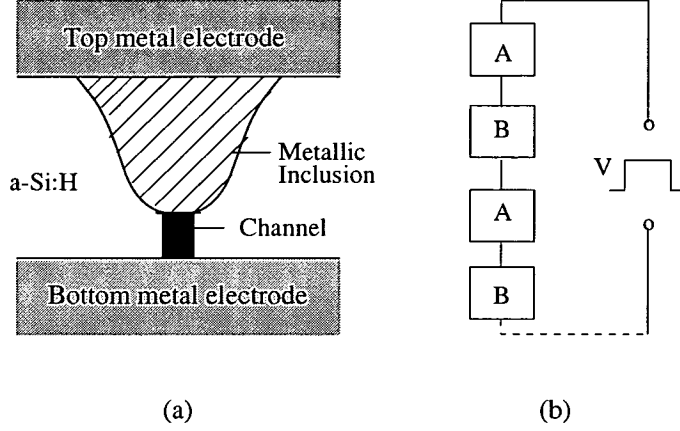 Top metal electrode
a-Si:H
Metallic
Inclusion
Channel
Bottom metal electrode
(a)
A
B
A
B
V
(b)